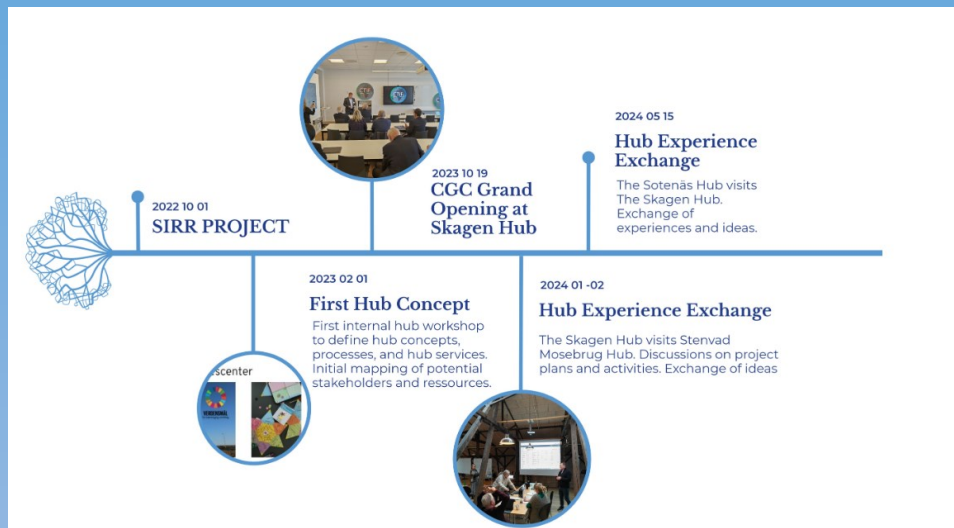 2022 10 01
SIRR PROJECT
2023 02 01
First Hub Concept
First internal hub workshop
to define hub concepts,
processes, and hub services.
Initial mapping of potential
stakeholders and ressources.
escenter
2023 10 19
CGC Grand
Opening at
Skagen Hub
2024 01 -02
Hub Experience Exchange
The Skagen Hub visits Stenvad
Mosebrug Hub. Discussions on project
plans and activities. Exchange of ideas
2024 05 15
Hub Experience
Exchange
The Sotenäs Hub visits
The Skagen Hub.
Exchange of
experiences and ideas.